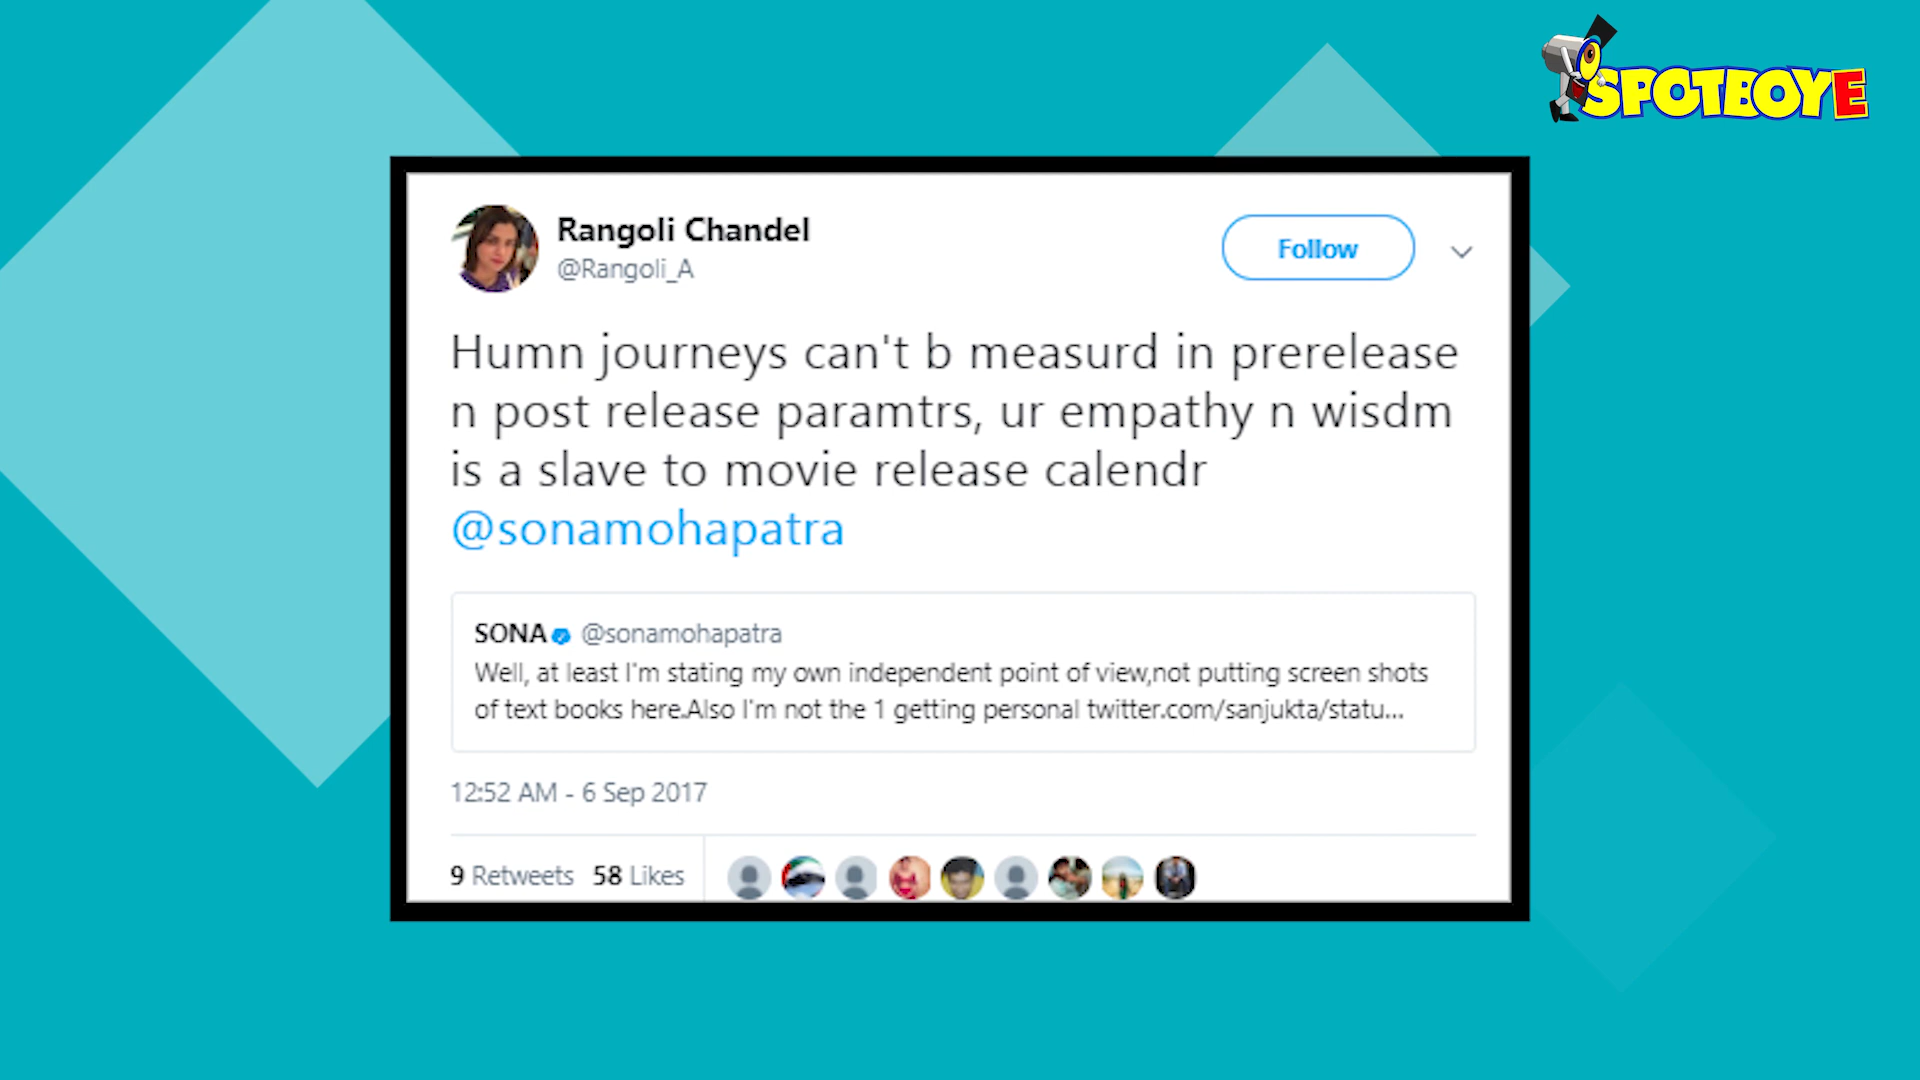 SPOTBOYE
Rangoli Chandel
@Rangoli_A
Follow
Humn journeys can't b measurd in prerelease
n post release paramtrs, ur empathy n wisdm
is a slave to movie release calendr
@sonamohapatra
SONA @sonamohapatra
Well, at least I'm stating my own independent point of view,not putting screen shots
of text books here.Also I'm not the 1 getting personal twitter.com/sanjukta/statu...
12:52 AM - 6 Sep 2017
9 Retweets 58 Likes